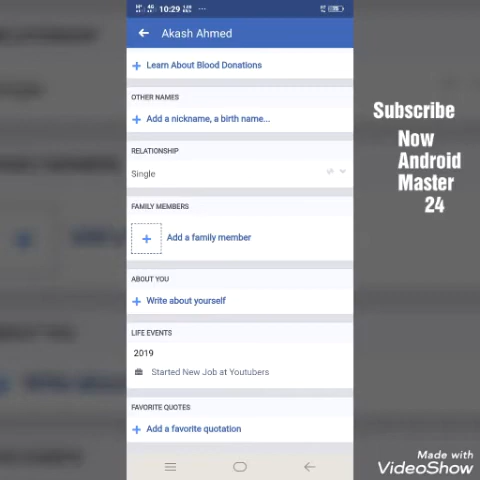 10:29
Akash Ahmed
Learn About Blood Donations
OTHER NAMES
Add a nickname, a birth name...
RELATIONSHIP
Single
FAMILY MEMBERS
Add a family member
ABOUT YOU
Write about yourself
LIFE EVENTS
2019
Started New Job at Youtubers
FAVORITE QUOTES
Add a favorite quotation
Subscribe
Now
Android
Master
24
Made with
VideoShow